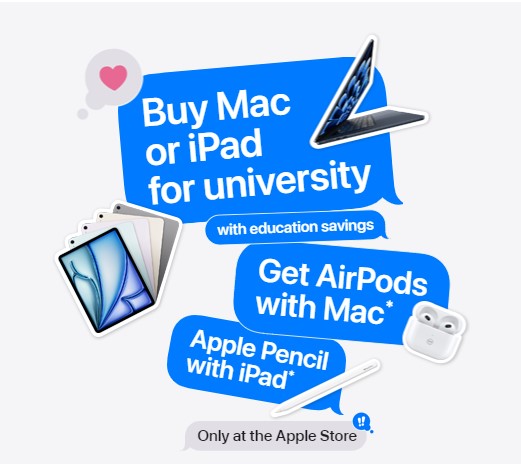 Buy Mac
or iPad
for university
with education savings
Get AirPods
with Mac*
Apple Pencil
with iPad*
!!
Only at the Apple Store